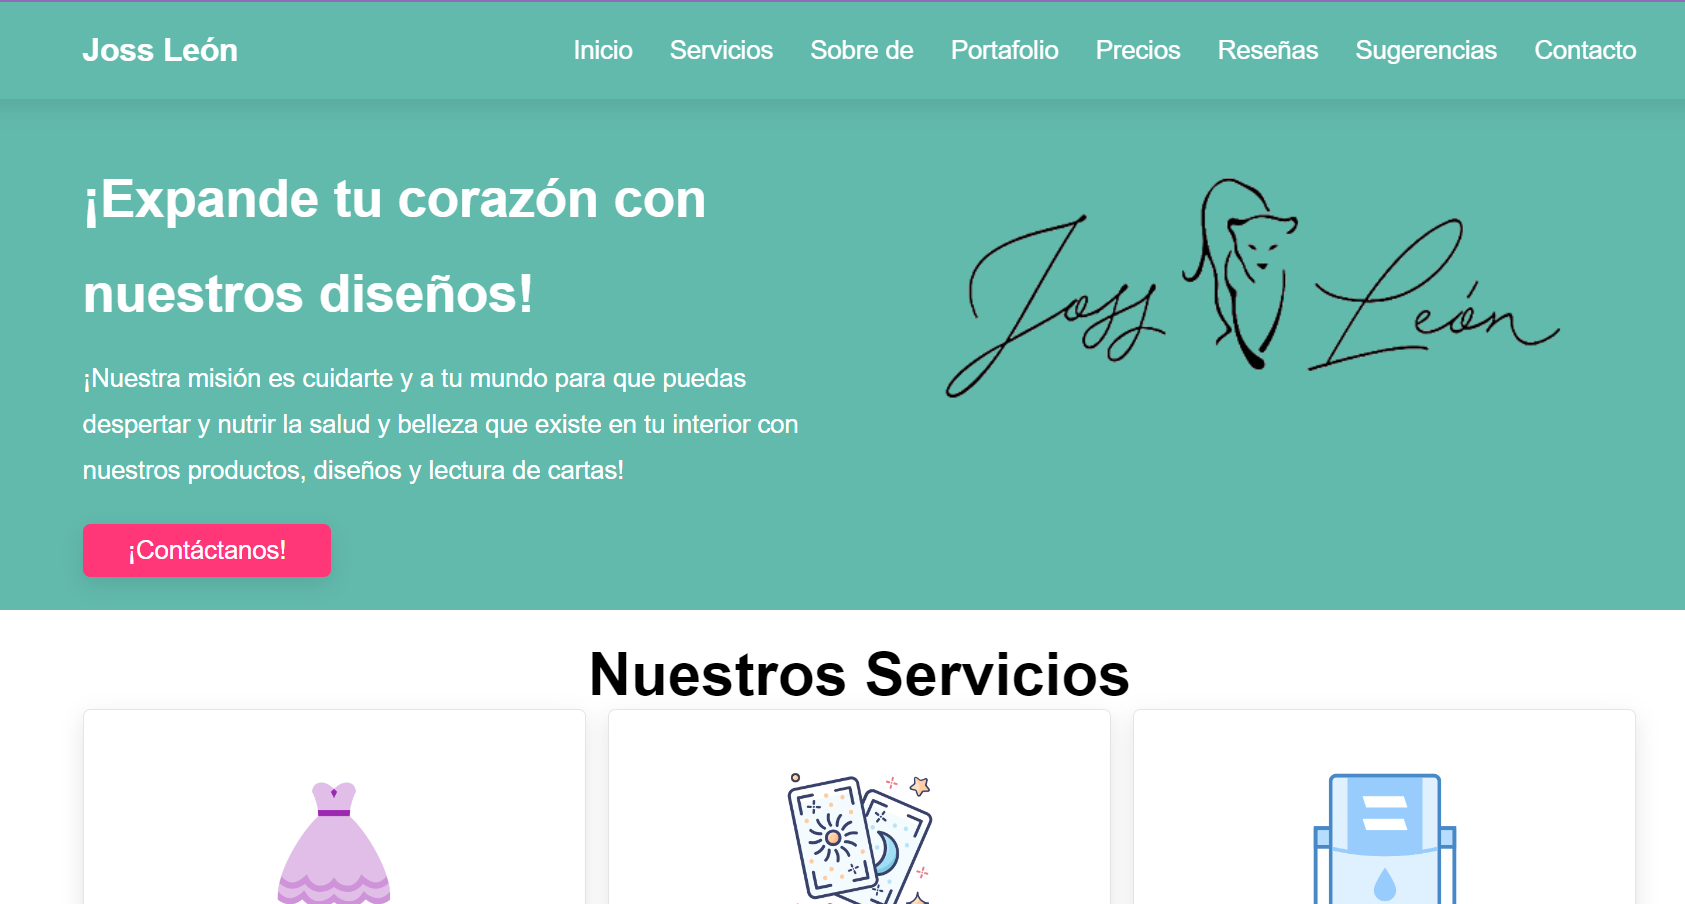 Joss León
Inicio Servicios Sobre de Portafolio Precios Reseñas Sugerencias Contacto
¡Expande tu corazón con
nuestros diseños!
¡Nuestra misión es cuidarte y a tu mundo para que puedas
despertar y nutrir la salud y belleza que existe en tu interior con
nuestros productos, diseños y lectura de cartas!
¡Contáctanos!
Joss León
Nuestros Servicios